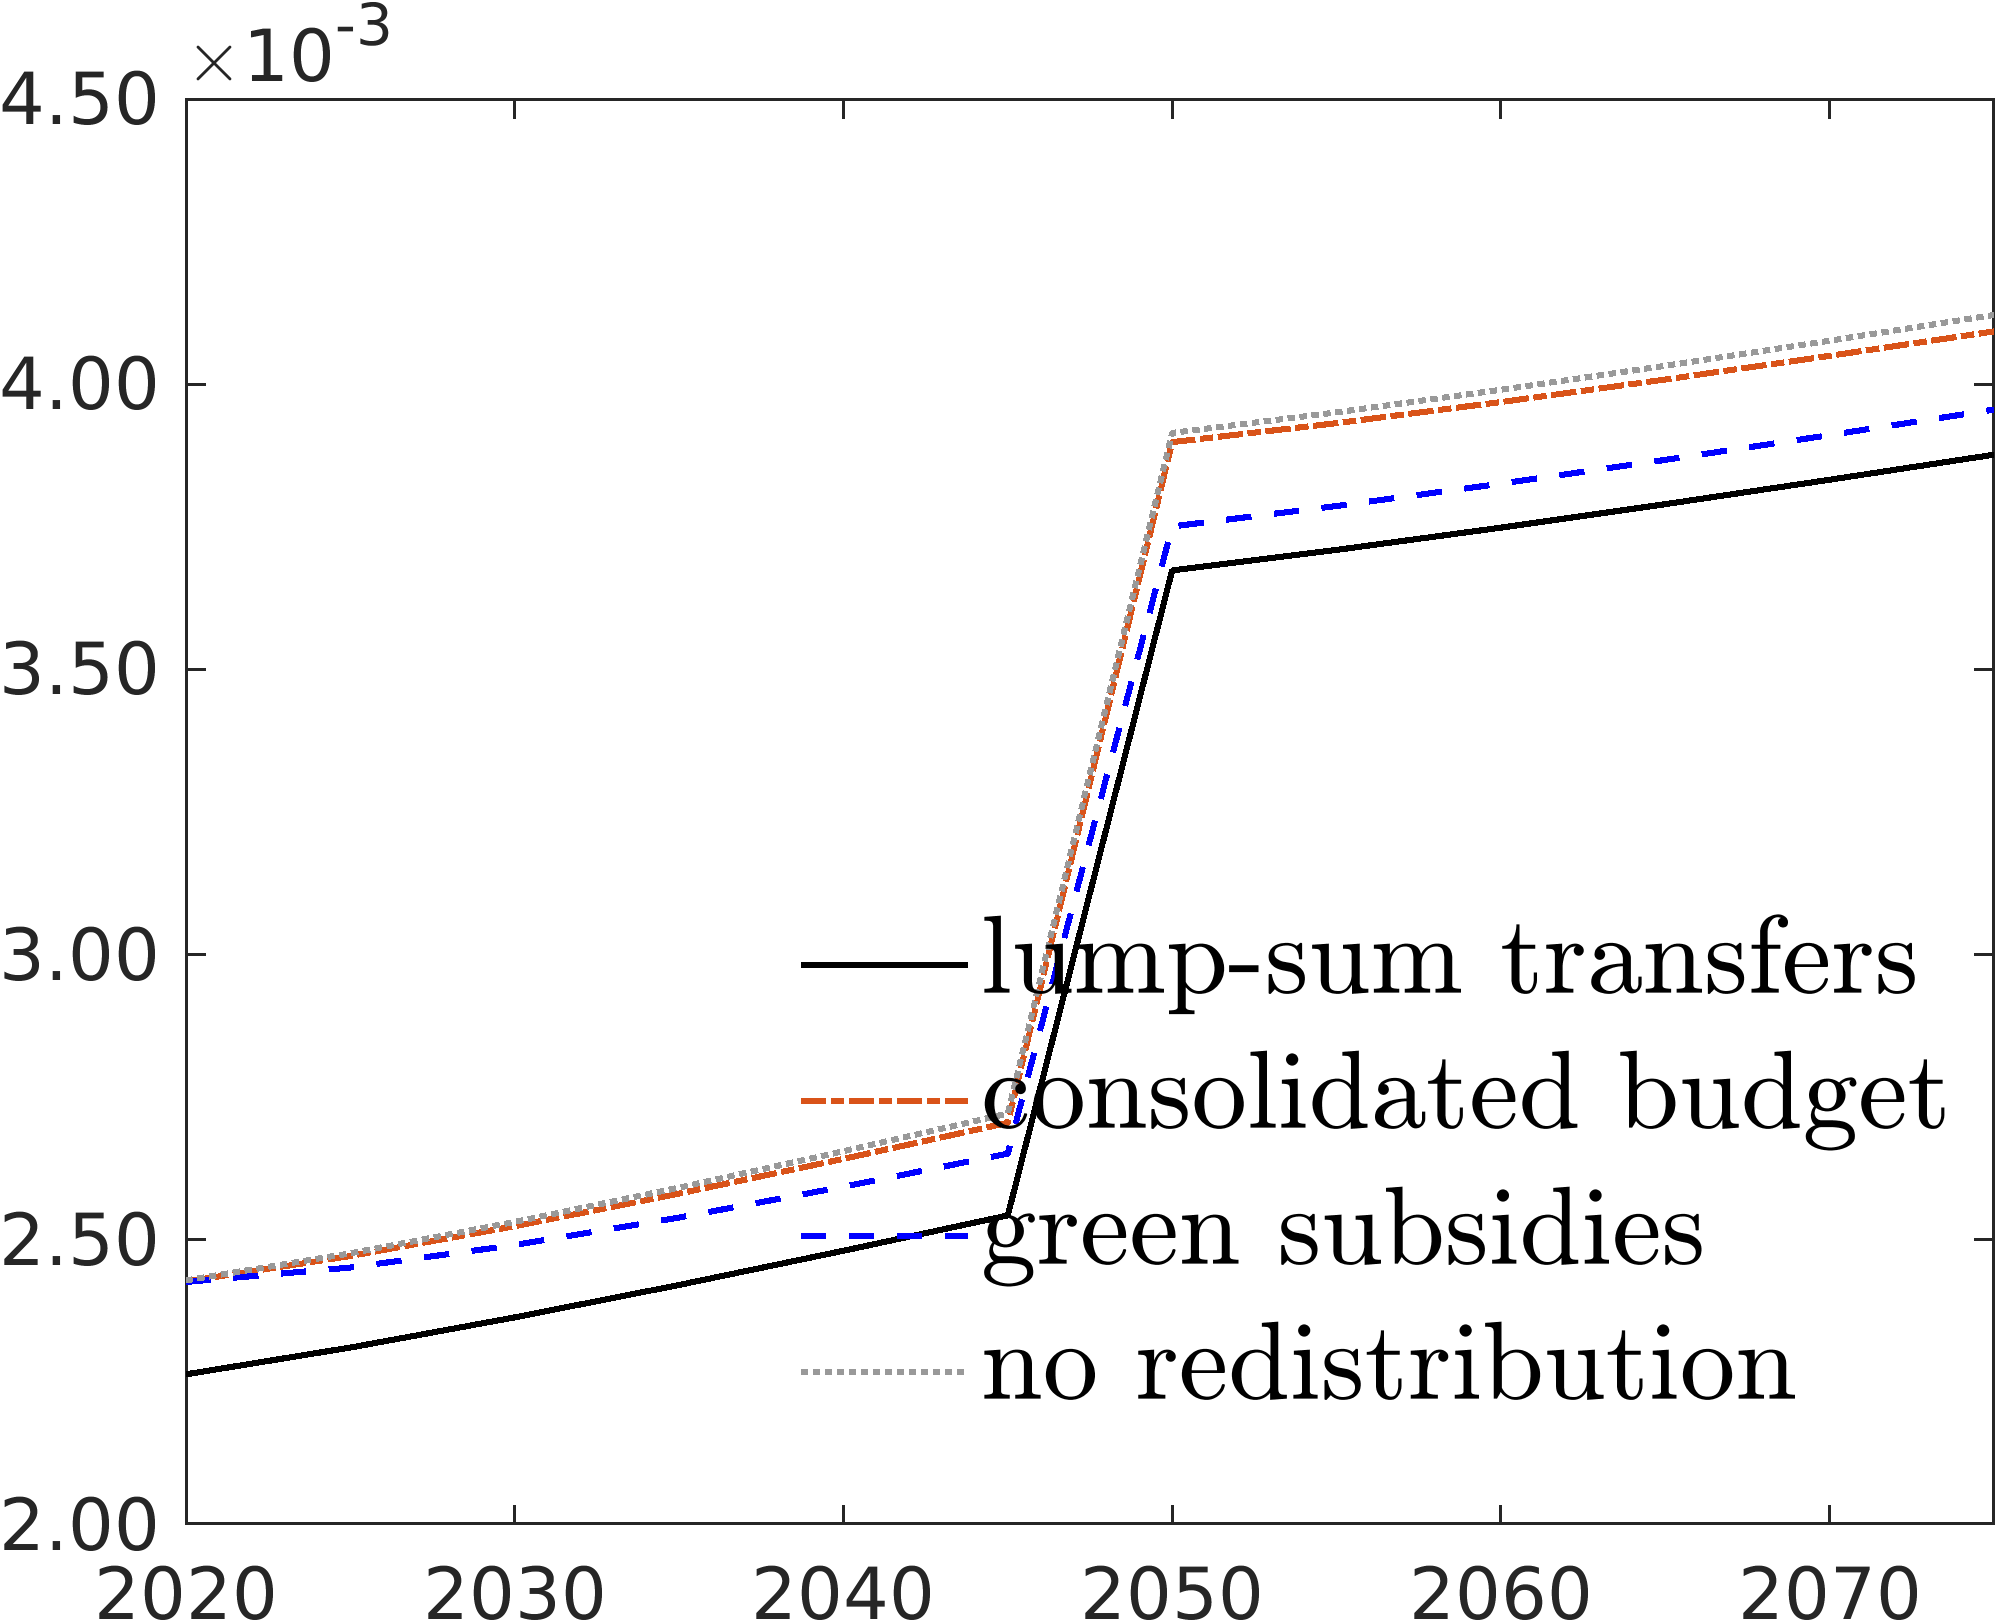 ×10-3
4.50
4.00
3.50
3.00
2.50
2.00
lump-sum transfers
consolidated budget
green subsidies
no redistribution
2020 2030 2040 2050 2060 2070